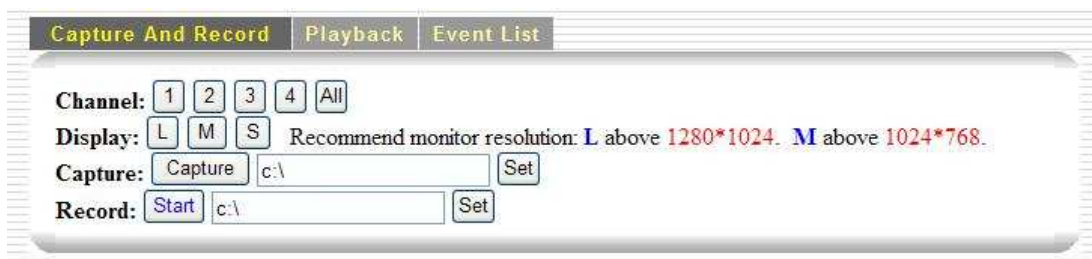 Capture And Record Playback Event List
Channel: 1 2 3 4 All
Display: L M S Recommend monitor resolution: L above 1280*1024. M above 1024*768.
Capture: Capture c:\ Set
Record: Start c:\ Set